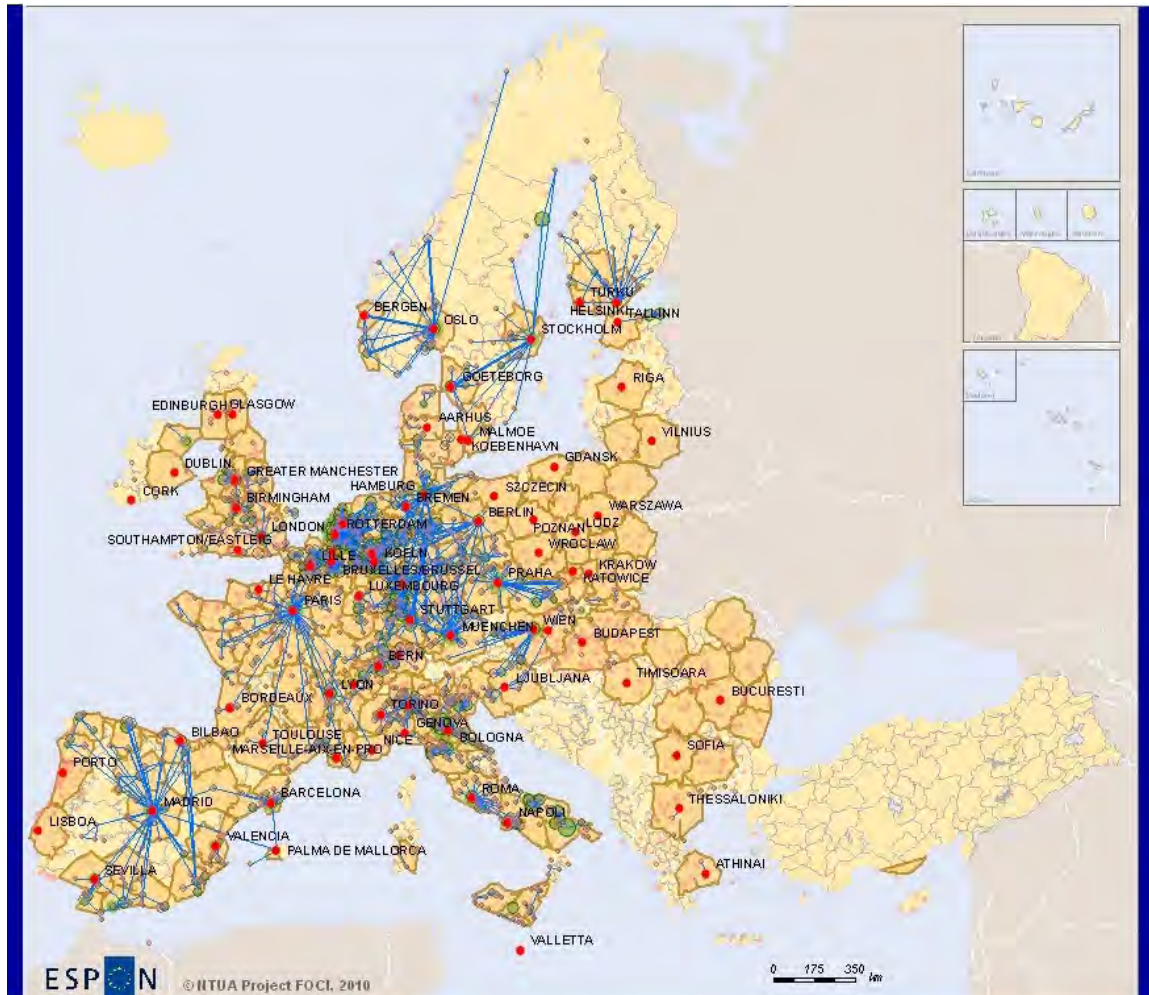 BERGEN
OSLO
TURKU
HELSINKI
TALLINN
STOCKHOLM
GOETEBORG
RIGA
EDINBURGH
GLASGOW
AARHUS
MALMOE
KOEBENHAVN
VILNIUS
DUBLIN
GDANSK
GREATER MANCHESTER
HAMBURG
CORK
BIRMINGHAM
BREMEN
SZCZECIN
WARSZAWA
LONDON
ROTTERDAM
BERLIN
POZNAN
LODZ
SOUTHAMPTON/EASTLEIG
LILLE
KOELN
WROCLAW
BRUXELLES/BRUSSEL
KRAKOW
LE HAVRE
LUXEMBOURG
PRAHA
KATOWICE
PARIS
STUTTGART
MUENCHEN
WIEN
BUDAPEST
BERN
LJUBLJANA
TIMISOARA
LYON
BORDEAUX
BUCURESTI
TORINO
GENOVA
BILBAO
TOULOUSE
NICE
BOLOGNA
MARSEILLE-AIX-EN-PRO
SOFIA
PORTO
MADRID
BARCELONA
ROMA
THESSALONIKI
NAPOLI
LISBOA
VALENCIA
PALMA DE MALLORCA
SEVILLA
ATHINAI
VALLETTA
0 175 350
km
ESPON
© NTUA Project FOCI, 2010